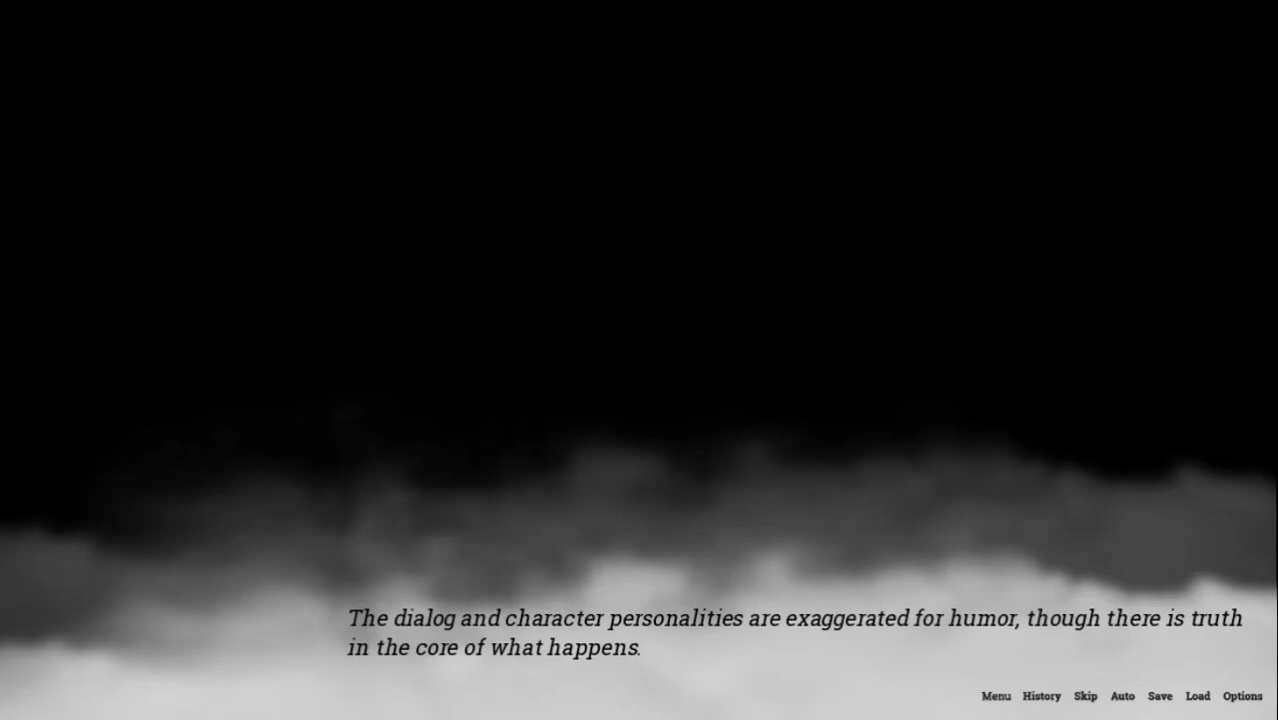 The dialog and character personalities are exaggerated for humor, though there is truth
in the core of what happens.
Menu History Skip Auto Save Load Options